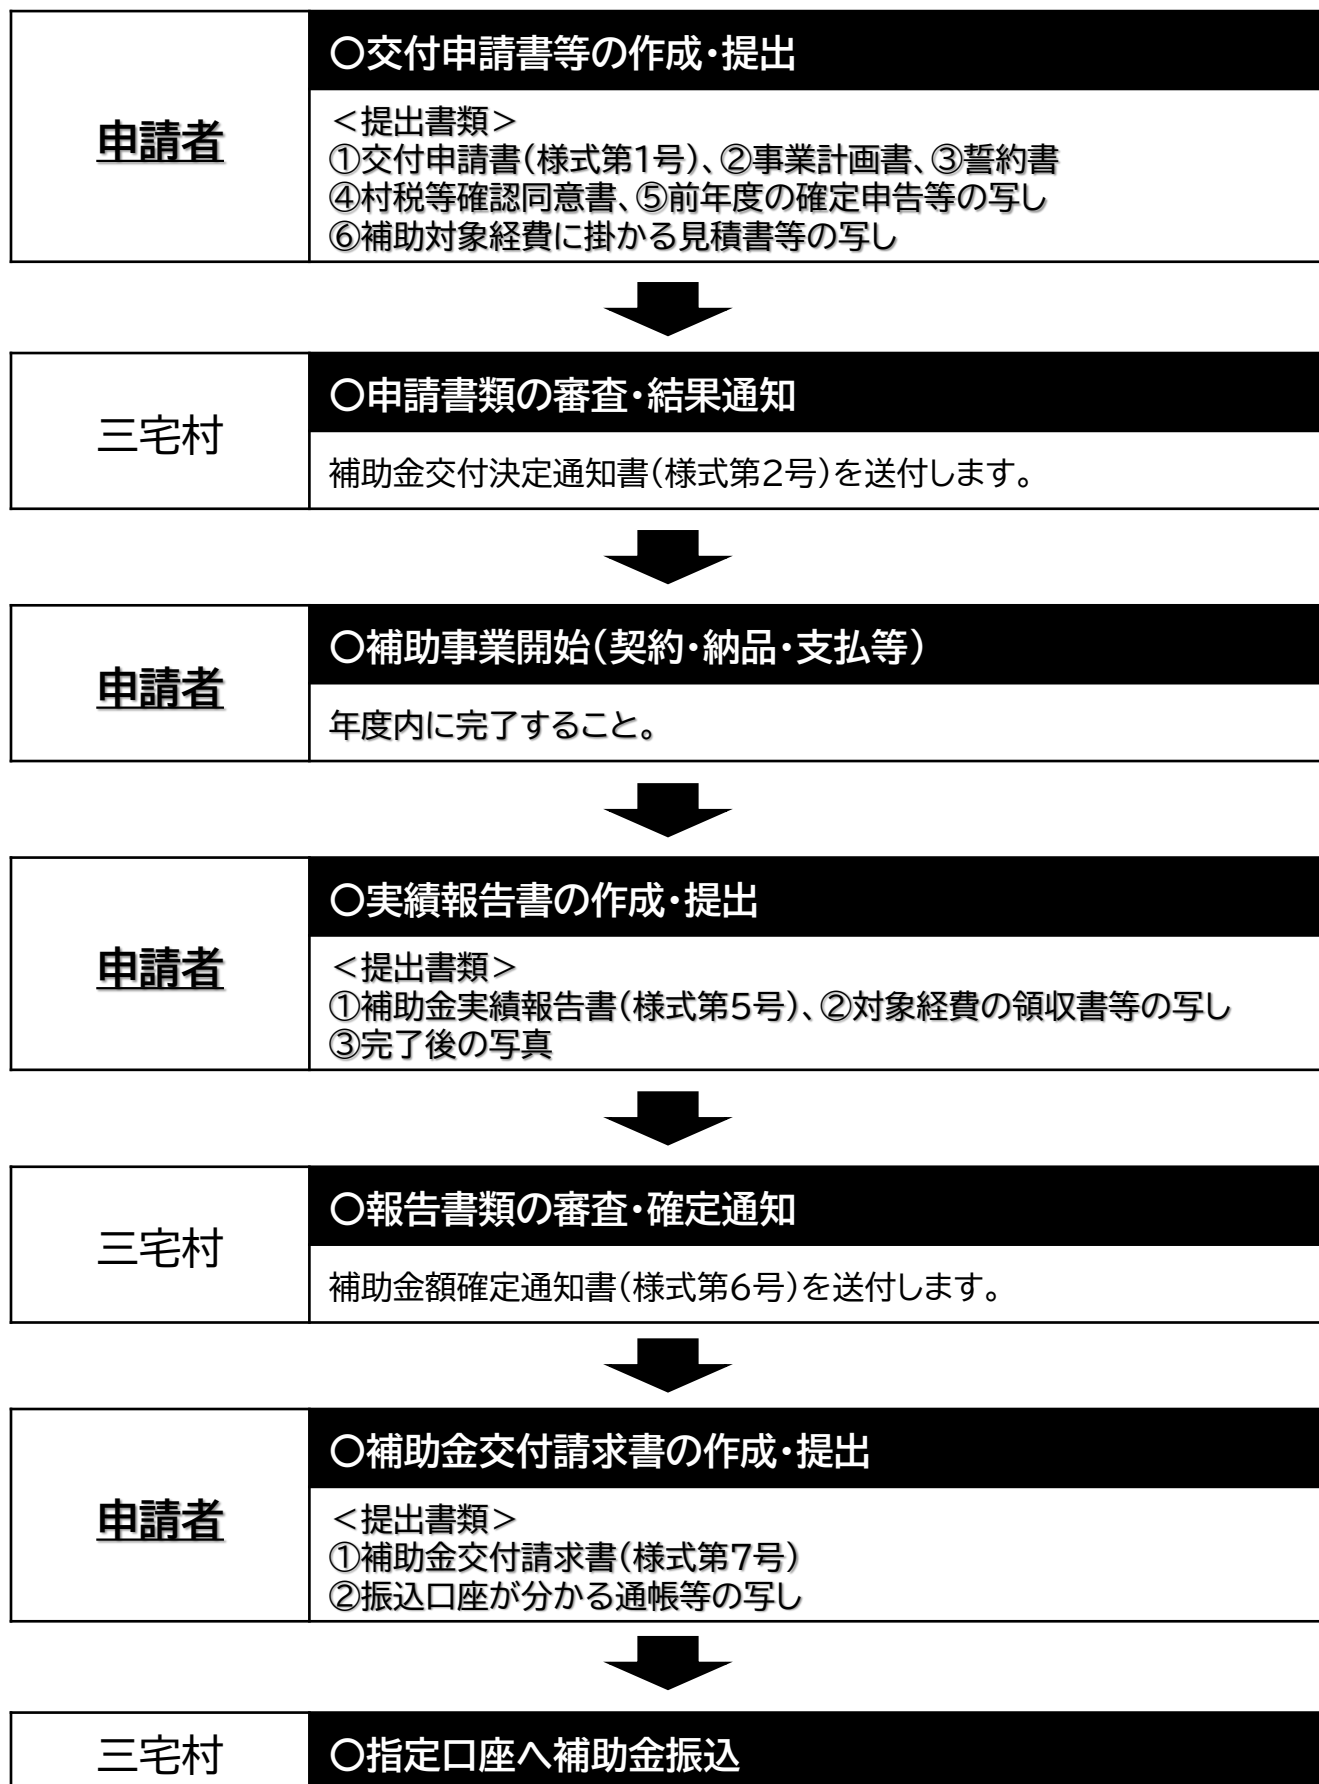 申請者
〇交付申請書等の作成・提出
＜提出書類＞
①交付申請書（様式第1号）、②事業計画書、③誓約書
④村税等確認同意書、⑤前年度の確定申告等の写し
⑥補助対象経費に掛かる見積書等の写し
三宅村
〇申請書類の審査・結果通知
補助金交付決定通知書（様式第2号）を送付します。
申請者
〇補助事業開始（契約・納品・支払等）
年度内に完了すること。
申請者
〇実績報告書の作成・提出
＜提出書類＞
①補助金実績報告書（様式第5号）、②対象経費の領収書等の写し
③完了後の写真
三宅村
〇報告書類の審査・確定通知
補助金額確定通知書（様式第6号）を送付します。
申請者
〇補助金交付請求書の作成・提出
＜提出書類＞
①補助金交付請求書（様式第7号）
②振込口座が分かる通帳等の写し
三宅村
〇指定口座へ補助金振込